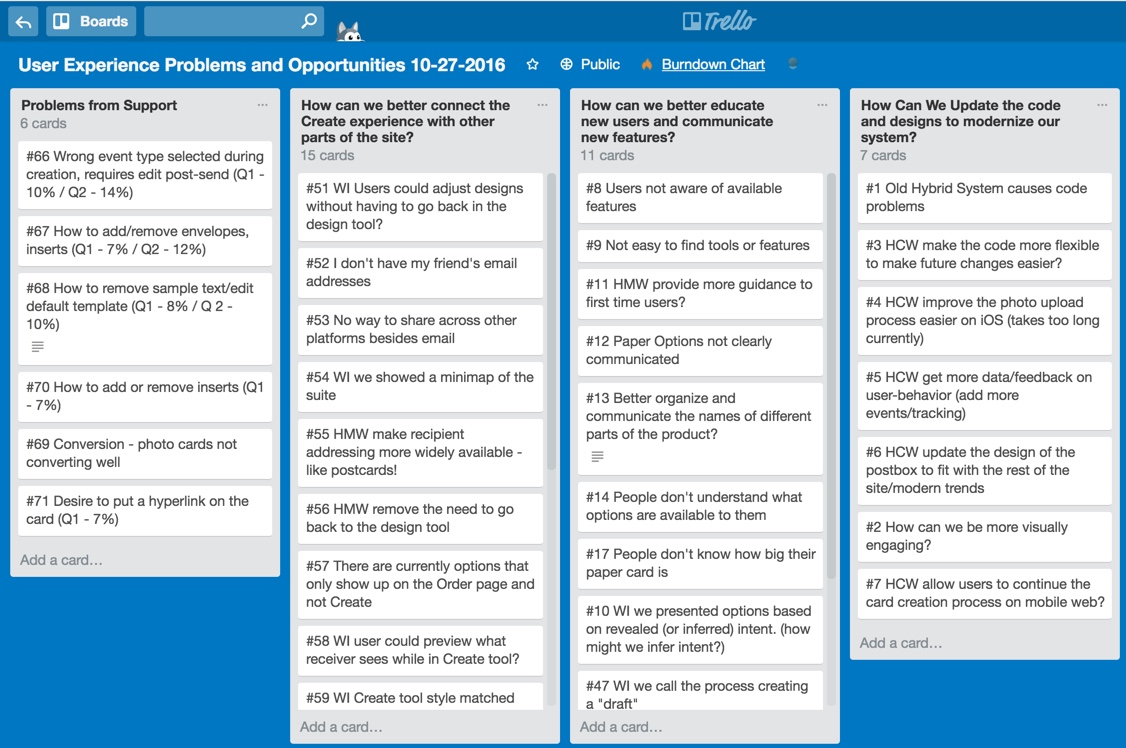 Boards
Trello
User Experience Problems and Opportunities 10-27-2016
Public
Burndown Chart
Problems from Support
6 cards
#66 Wrong event type selected during
creation, requires edit post-send (Q1 -
10% / Q2 - 14%)
#67 How to add/remove envelopes,
inserts (Q1 - 7% / Q2 - 12%)
#68 How to remove sample text/edit
default template (Q1 - 8% / Q 2 -
10%)
#70 How to add or remove inserts (Q1
- 7%)
#69 Conversion - photo cards not
converting well
#71 Desire to put a hyperlink on the
card (Q1 - 7%)
Add a card…
How can we better connect the
Create experience with other
parts of the site?
15 cards
#51 WI Users could adjust designs
without having to go back in the
design tool?
#52 I don't have my friend's email
addresses
#53 No way to share across other
platforms besides email
#54 WI we showed a minimap of the
suite
#55 HMW make recipient
addressing more widely available -
like postcards!
#56 HMW remove the need to go
back to the design tool
#57 There are currently options that
only show up on the Order page and
not Create
#58 WI user could preview what
receiver sees while in Create tool?
#59 WI Create tool style matched
Add a card…
How can we better educate
new users and communicate
new features?
11 cards
#8 Users not aware of available
features
#9 Not easy to find tools or features
#11 HMW provide more guidance to
first time users?
#12 Paper Options not clearly
communicated
#13 Better organize and
communicate the names of different
parts of the product?
#14 People don't understand what
options are available to them
#17 People don't know how big their
paper card is
#10 WI we presented options based
on revealed (or inferred) intent. (how
might we infer intent?)
#47 WI we call the process creating
a "draft"
Add a card…
How Can We Update the code
and designs to modernize our
system?
7 cards
#1 Old Hybrid System causes code
problems
#3 HCW make the code more flexible
to make future changes easier?
#4 HCW improve the photo upload
process easier on iOS (takes too long
currently)
#5 HCW get more data/feedback on
user-behavior (add more
events/tracking)
#6 HCW update the design of the
postbox to fit with the rest of the
site/modern trends
#2 How can we be more visually
engaging?
#7 HCW allow users to continue the
card creation process on mobile web?
Add a card…